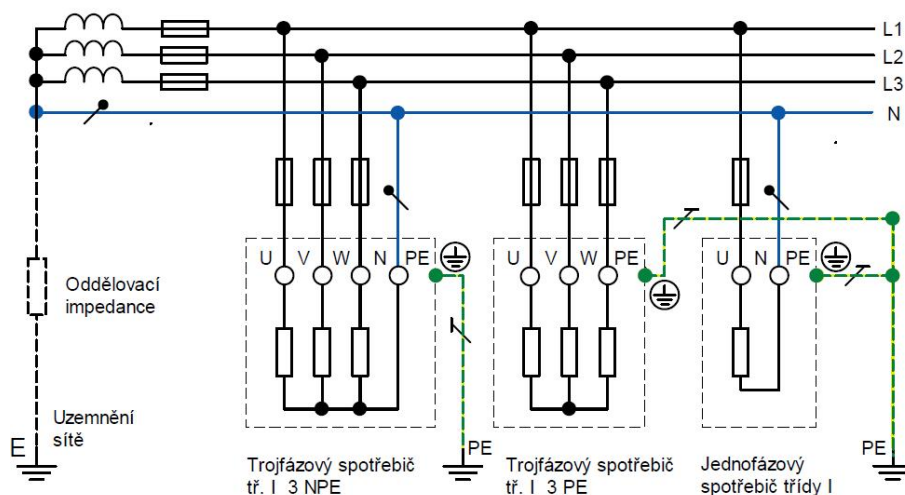 L1
L2
L3
N
U V W N PE
U V W PE
U N PE
Oddělovací
impedance
Uzemnění
sítě
E
PE
PE
Trojfázový spotřebič
tř. I 3 NPE
Trojfázový spotřebič
tř. I 3 PE
Jednofázový
spotřebič třídy I